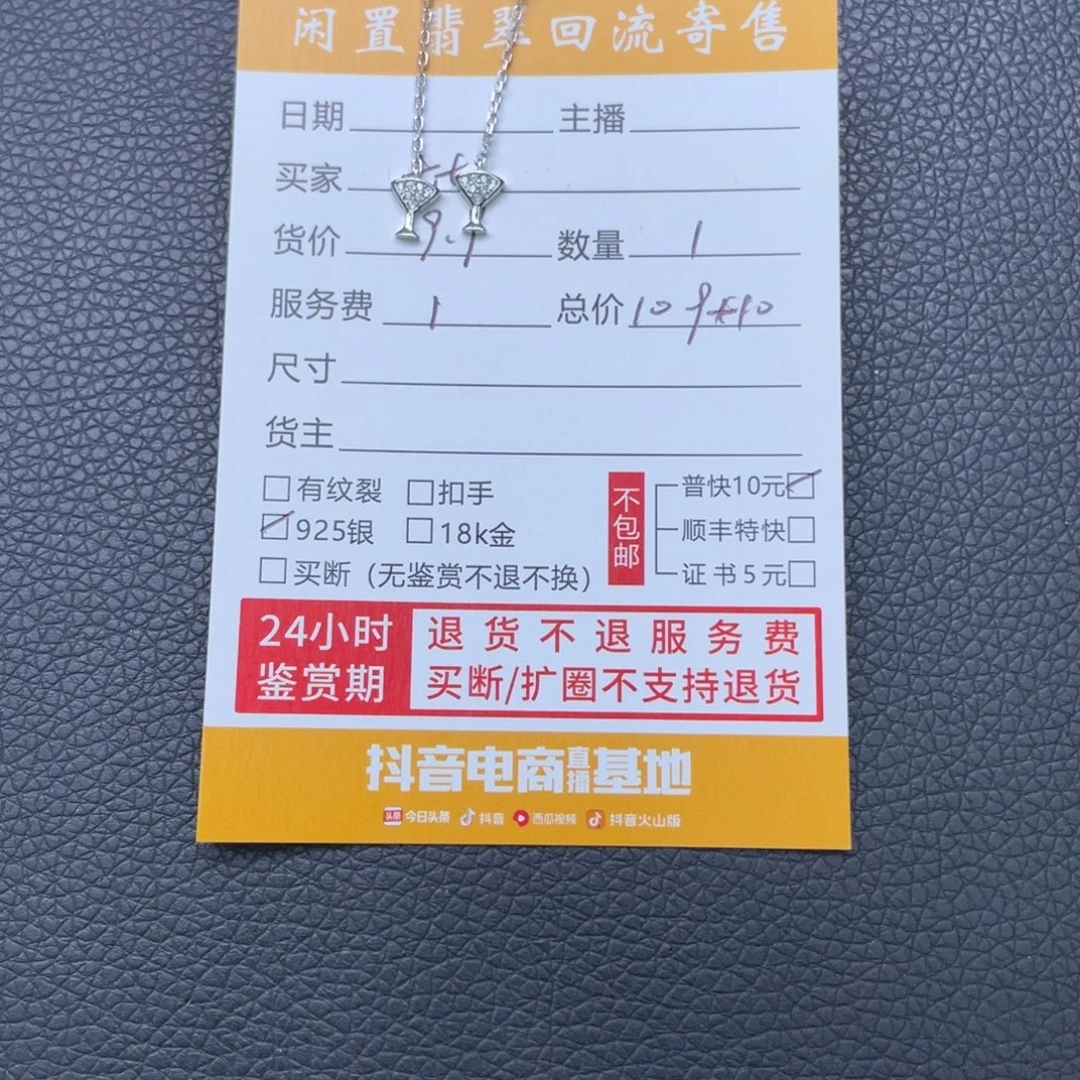 闲置翡翠回流寄售
日期 主播
买家
货价 9.9 数量 1
服务费 1 总价 10.9+10
尺寸
货主
有纹裂 扣手
925银 18k金
买断（无鉴赏不退不换）
不包邮
普快10元
顺丰特快
证书5元
24小时鉴赏期
退货不退服务费
买断/扩圈不支持退货
抖音电商直播基地
头条 今日头条 抖音 西瓜视频 抖音火山版